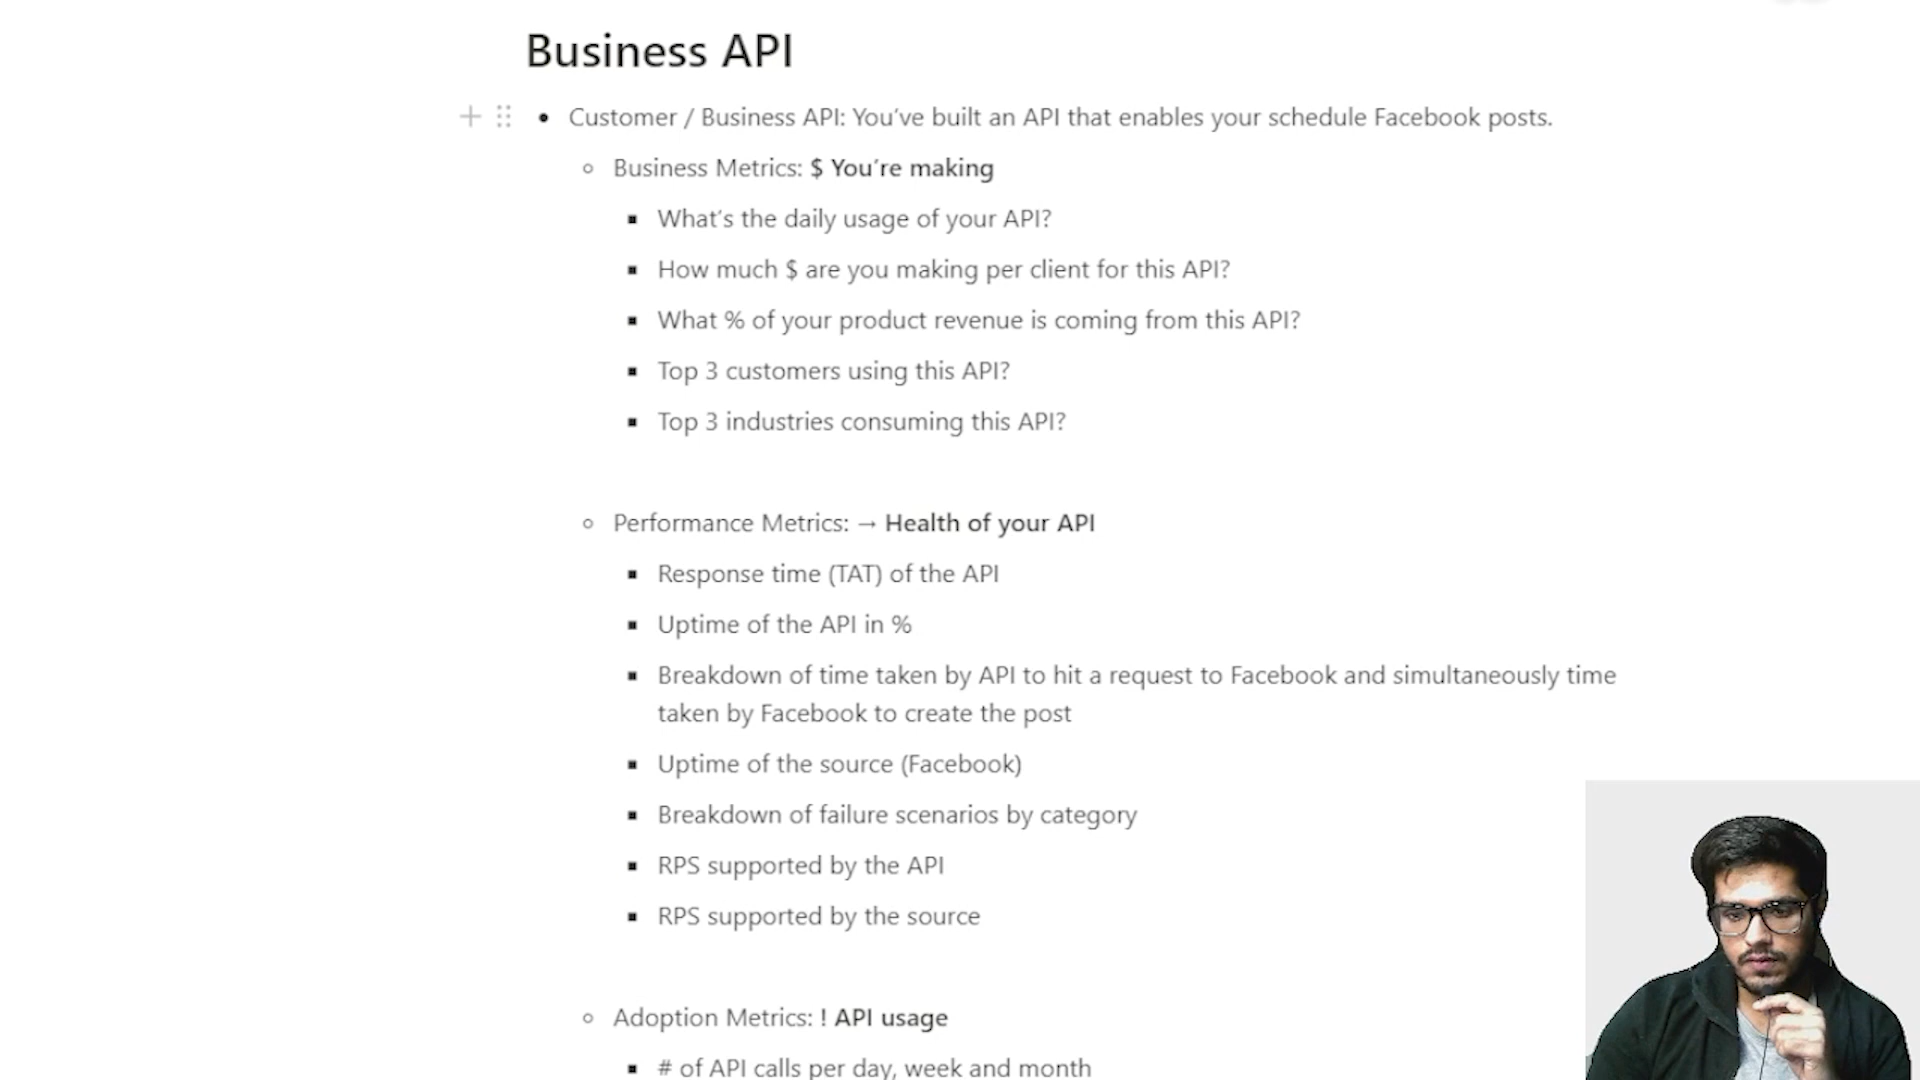 Business API
Customer / Business API: You've built an API that enables your schedule Facebook posts.
Business Metrics: $ You're making
What's the daily usage of your API?
How much $ are you making per client for this API?
What % of your product revenue is coming from this API?
Top 3 customers using this API?
Top 3 industries consuming this API?
Performance Metrics: → Health of your API
Response time (TAT) of the API
Uptime of the API in %
Breakdown of time taken by API to hit a request to Facebook and simultaneously time
taken by Facebook to create the post
Uptime of the source (Facebook)
Breakdown of failure scenarios by category
RPS supported by the API
RPS supported by the source
Adoption Metrics: ! API usage
# of API calls per day, week and month